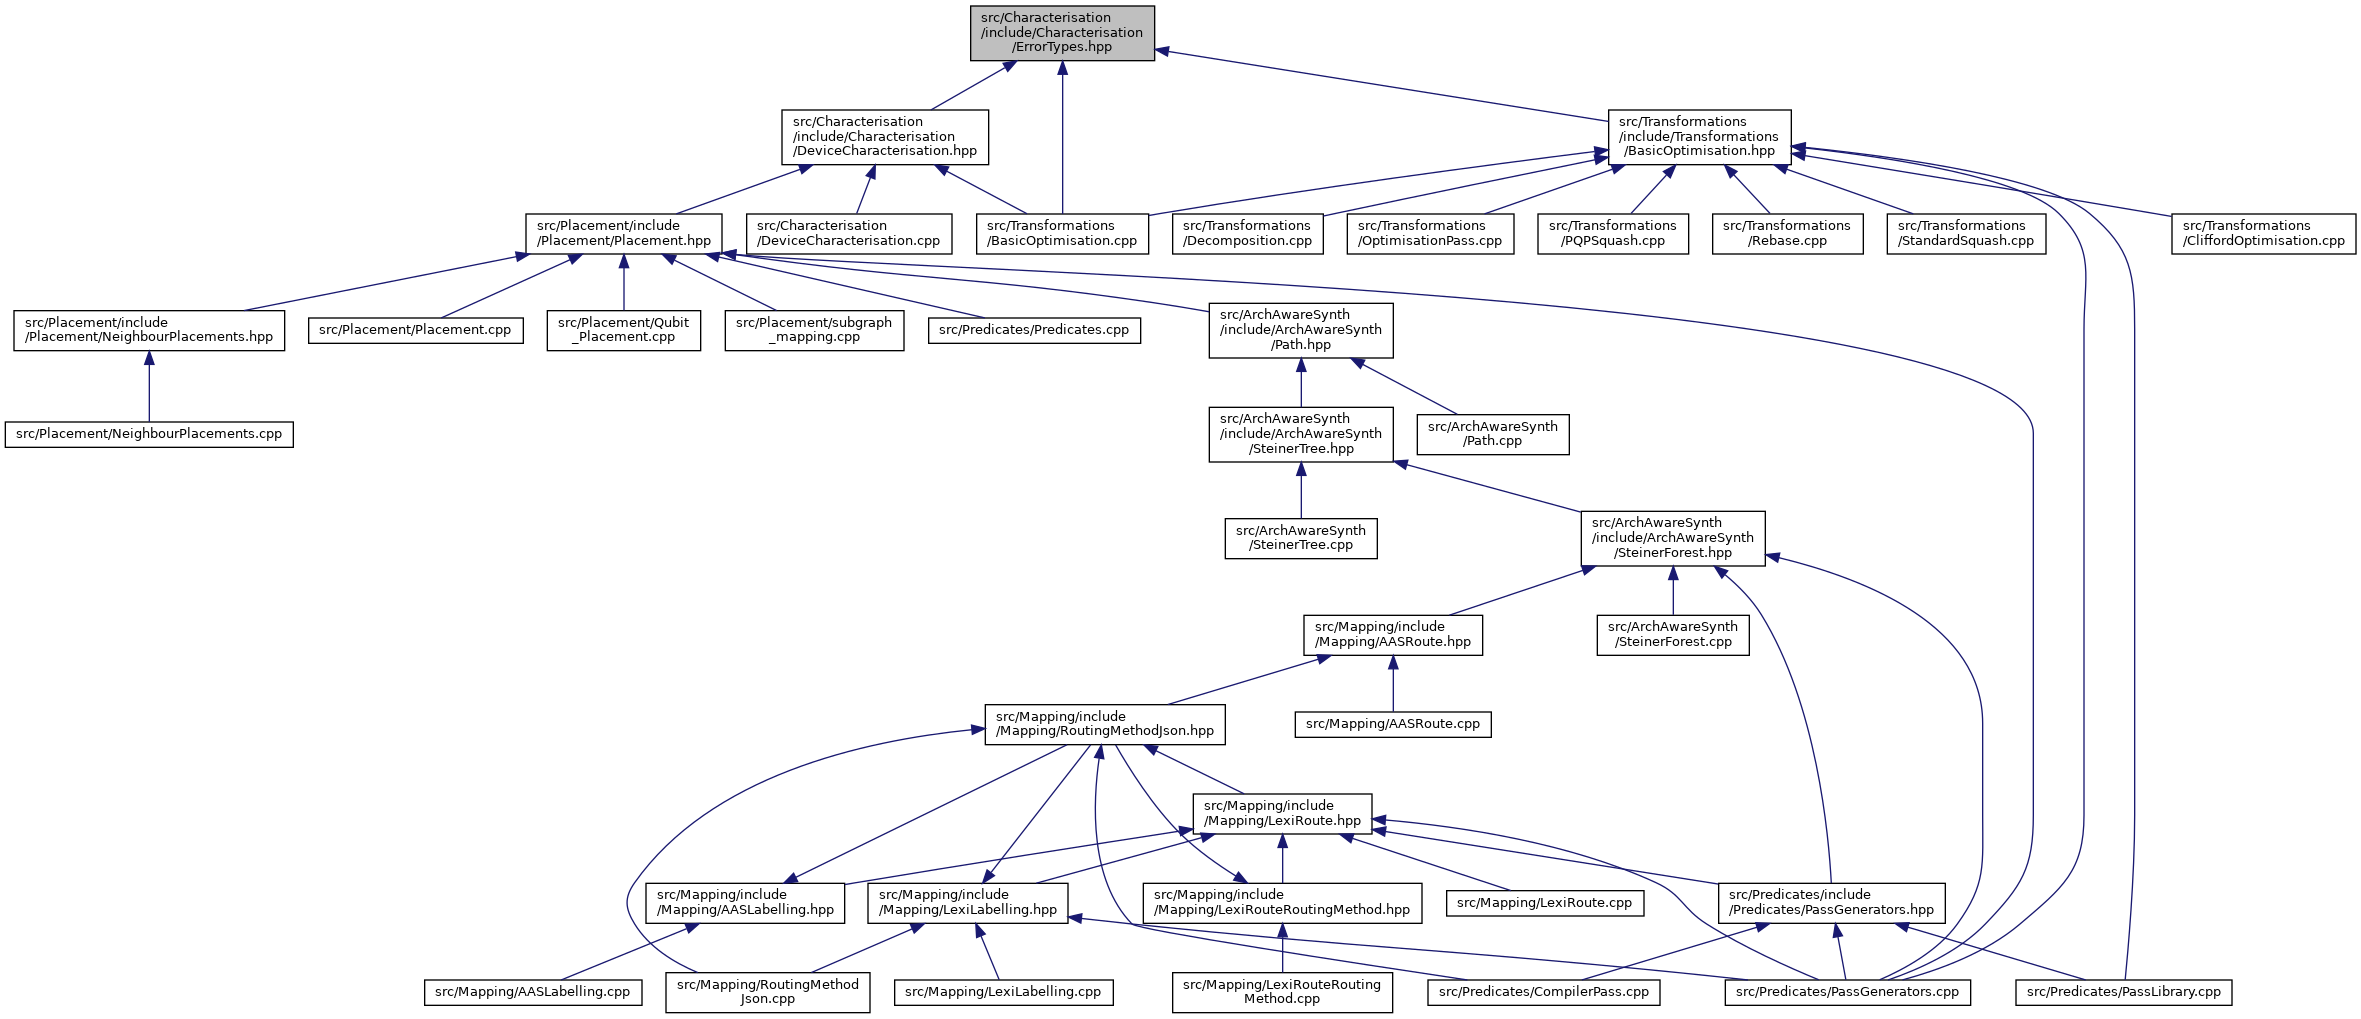 src/Characterisation
/include/Characterisation
/ErrorTypes.hpp
src/Characterisation
/include/Characterisation
/DeviceCharacterisation.hpp
src/Transformations
/include/Transformations
/BasicOptimisation.hpp
src/Placement/include
/Placement/Placement.hpp
src/Characterisation
/DeviceCharacterisation.cpp
src/Transformations
/BasicOptimisation.cpp
src/Transformations
/Decomposition.cpp
src/Transformations
/OptimisationPass.cpp
src/Transformations
/PQPSquash.cpp
src/Transformations
/Rebase.cpp
src/Transformations
/StandardSquash.cpp
src/Transformations
/CliffordOptimisation.cpp
src/Placement/include
/Placement/NeighbourPlacements.hpp
src/Placement/Placement.cpp
src/Placement/Qubit
_Placement.cpp
src/Placement/subgraph
_mapping.cpp
src/Predicates/Predicates.cpp
src/ArchAwareSynth
/include/ArchAwareSynth
/Path.hpp
src/Placement/NeighbourPlacements.cpp
src/ArchAwareSynth
/include/ArchAwareSynth
/SteinerTree.hpp
src/ArchAwareSynth
/Path.cpp
src/ArchAwareSynth
/SteinerTree.cpp
src/ArchAwareSynth
/include/ArchAwareSynth
/SteinerForest.hpp
src/Mapping/include
/Mapping/AASRoute.hpp
src/ArchAwareSynth
/SteinerForest.cpp
src/Mapping/include
/Mapping/RoutingMethodJson.hpp
src/Mapping/AASRoute.cpp
src/Mapping/include
/Mapping/LexiRoute.hpp
src/Mapping/include
/Mapping/AASLabelling.hpp
src/Mapping/include
/Mapping/LexiLabelling.hpp
src/Mapping/include
/Mapping/LexiRouteRoutingMethod.hpp
src/Mapping/LexiRoute.cpp
src/Predicates/include
/Predicates/PassGenerators.hpp
src/Mapping/AASLabelling.cpp
src/Mapping/RoutingMethod
Json.cpp
src/Mapping/LexiLabelling.cpp
src/Mapping/LexiRouteRouting
Method.cpp
src/Predicates/CompilerPass.cpp
src/Predicates/PassGenerators.cpp
src/Predicates/PassLibrary.cpp